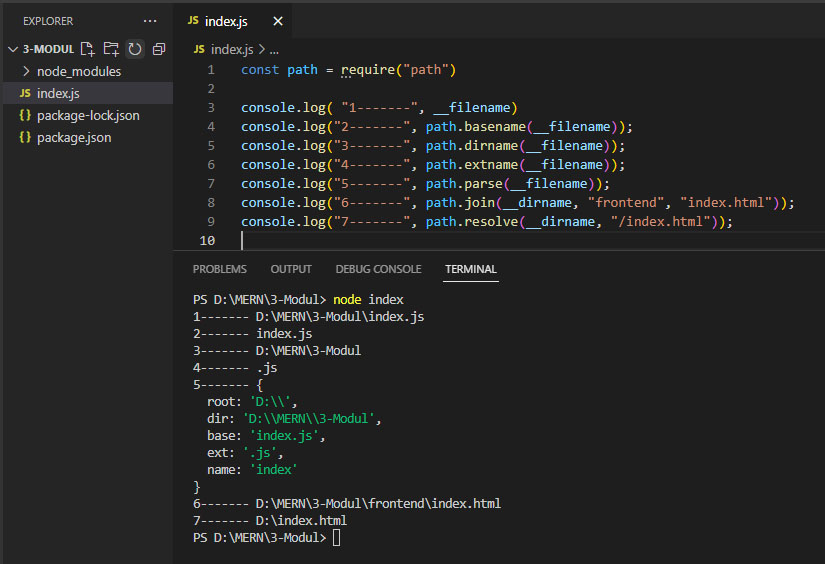 EXPLORER ...
3-MODUL
node_modules
JS index.js
{} package-lock.json
{} package.json
JS index.js ×
JS index.js > ...
1 const path = require("path")
2
3 console.log( "1-------", __filename)
4 console.log("2-------", path.basename(__filename));
5 console.log("3-------", path.dirname(__filename));
6 console.log("4-------", path.extname(__filename));
7 console.log("5-------", path.parse(__filename));
8 console.log("6-------", path.join(__dirname, "frontend", "index.html"));
9 console.log("7-------", path.resolve(__dirname, "/index.html"));
10
PROBLEMS OUTPUT DEBUG CONSOLE TERMINAL
PS D:\MERN\3-Modul> node index
1------- D:\MERN\3-Modul\index.js
2------- index.js
3------- D:\MERN\3-Modul
4------- .js
5------- {
  root: 'D:\\',
  dir: 'D:\\MERN\\3-Modul',
  base: 'index.js',
  ext: '.js',
  name: 'index'
}
6------- D:\MERN\3-Modul\frontend\index.html
7------- D:\index.html
PS D:\MERN\3-Modul>